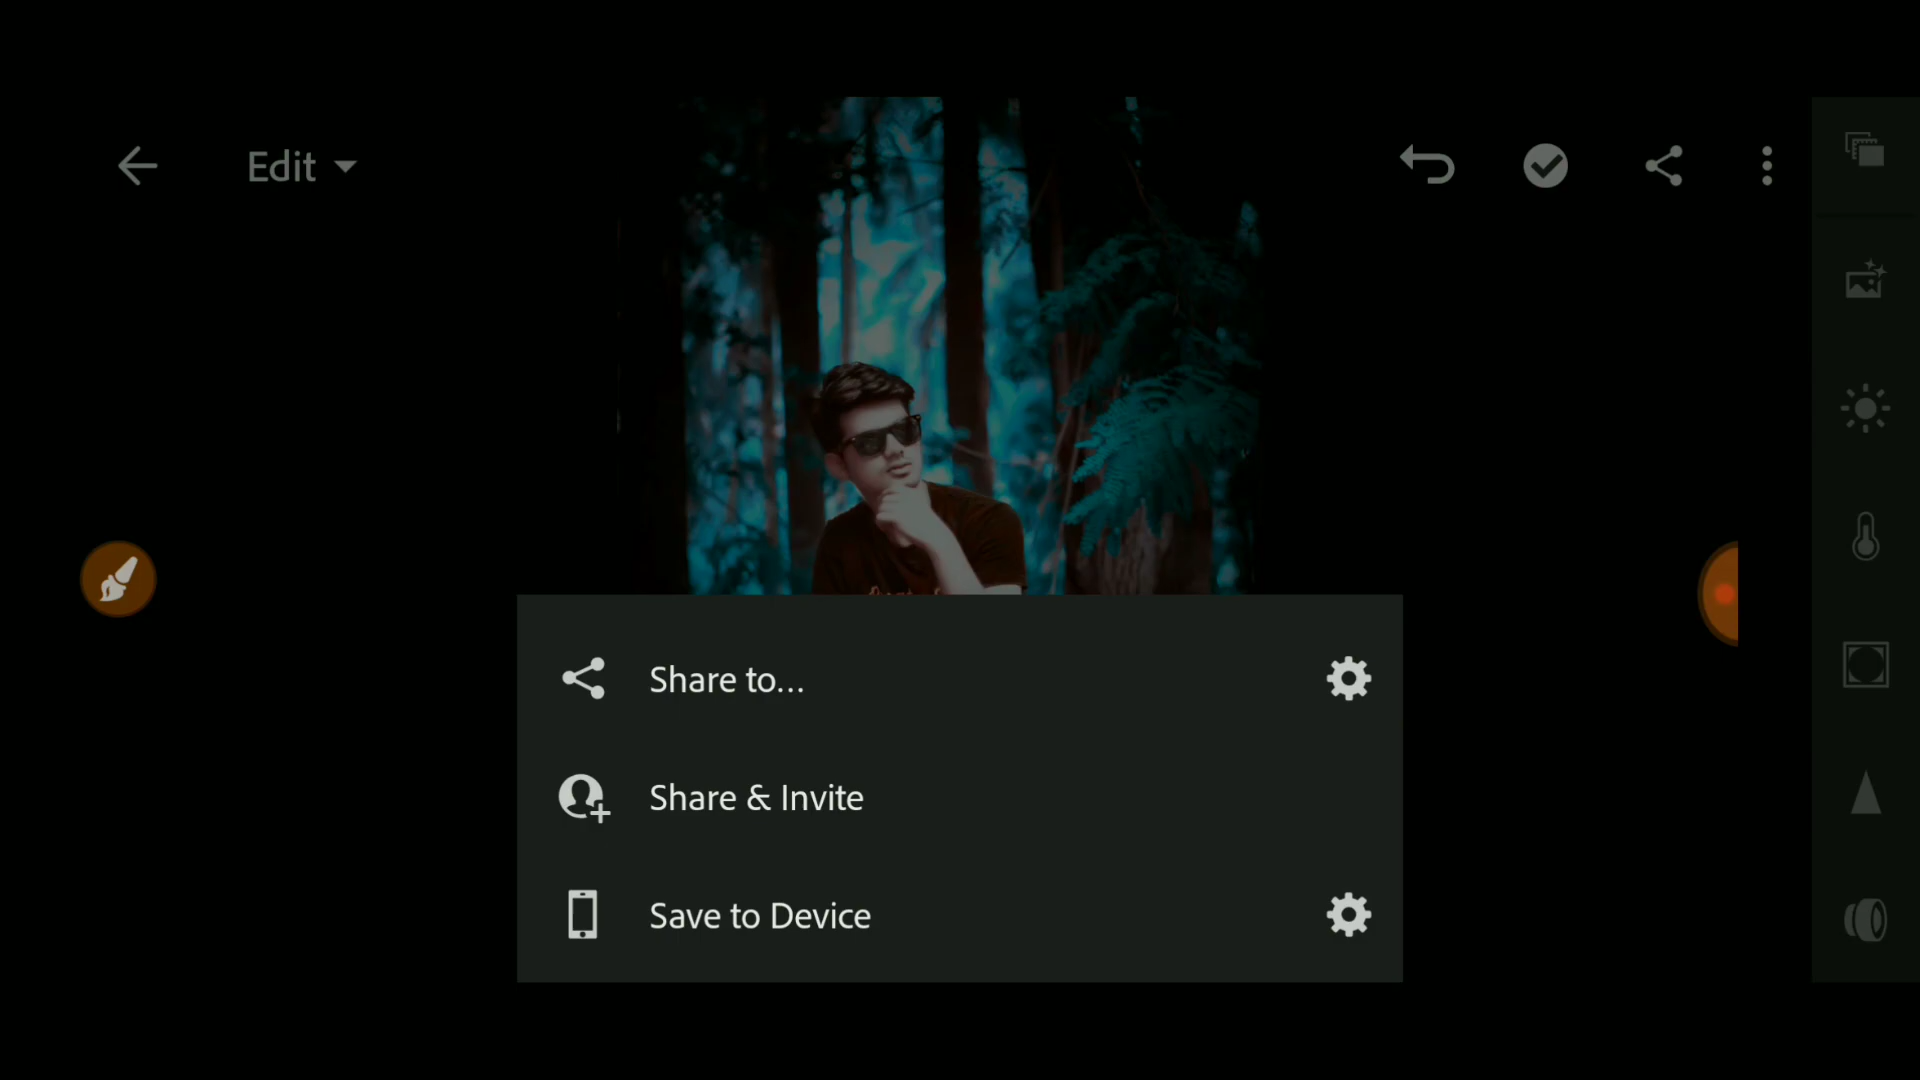 Edit
Share to...
Share & Invite
Save to Device